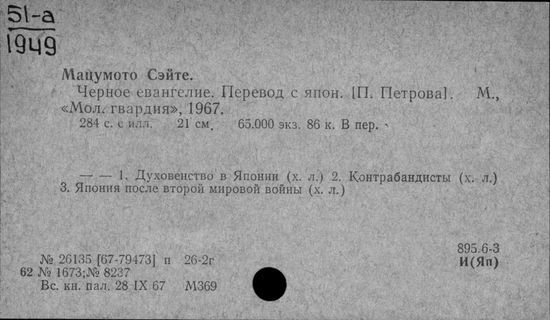 51-а
1949
Мацумото Сэйте.
Черное евангелие. Перевод с япон. [П. Петрова]. М.,
«Мол. гвардия», 1967.
284 с. с илл. 21 см. 65.000 экз. 86 к. В пер.
— — 1. Духовенство в Японии (х. л.) 2. Контрабандисты (х. л.)
3. Япония после второй мировой войны (х. л.)
№ 26135 [67-79473] п 26-2г
895.6-3
62 № 1673;№ 8237
И(Яп)
Вс. кн. пал. 28 IX 67 М369